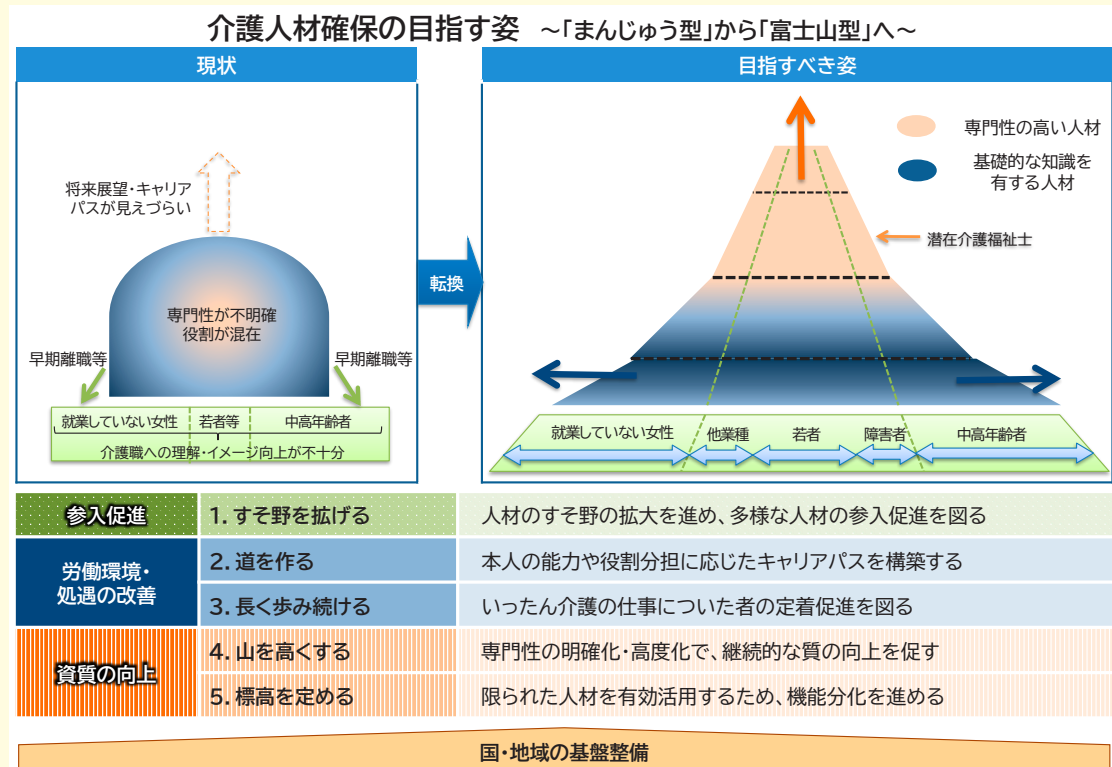 介護人材確保の目指す姿 ～「まんじゅう型」から「富士山型」へ～
現状
将来展望・キャリア
パスが見えづらい
専門性が不明確
役割が混在
早期離職等
早期離職等
就業していない女性 若者等 中高年齢者
介護職への理解・イメージ向上が不十分
転換
目指すべき姿
専門性の高い人材
基礎的な知識を
有する人材
潜在介護福祉士
就業していない女性 他業種 若者 障害者 中高年齢者
参入促進 1. すそ野を拡げる 人材のすそ野の拡大を進め、多様な人材の参入促進を図る
労働環境・
処遇の改善
2. 道を作る 本人の能力や役割分担に応じたキャリアパスを構築する
3. 長く歩み続ける いったん介護の仕事についた者の定着促進を図る
資質の向上
4. 山を高くする 専門性の明確化・高度化で、継続的な質の向上を促す
5. 標高を定める 限られた人材を有効活用するため、機能分化を進める
国・地域の基盤整備